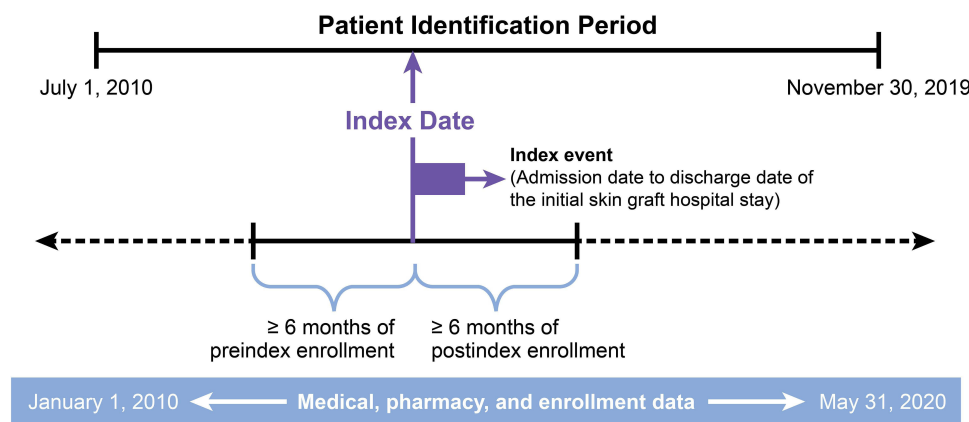 Patient Identification Period
July 1, 2010
November 30, 2019
Index Date
Index event
(Admission date to discharge date of
the initial skin graft hospital stay)
≥ 6 months of
preindex enrollment
≥ 6 months of
postindex enrollment
January 1, 2010
Medical, pharmacy, and enrollment data
May 31, 2020